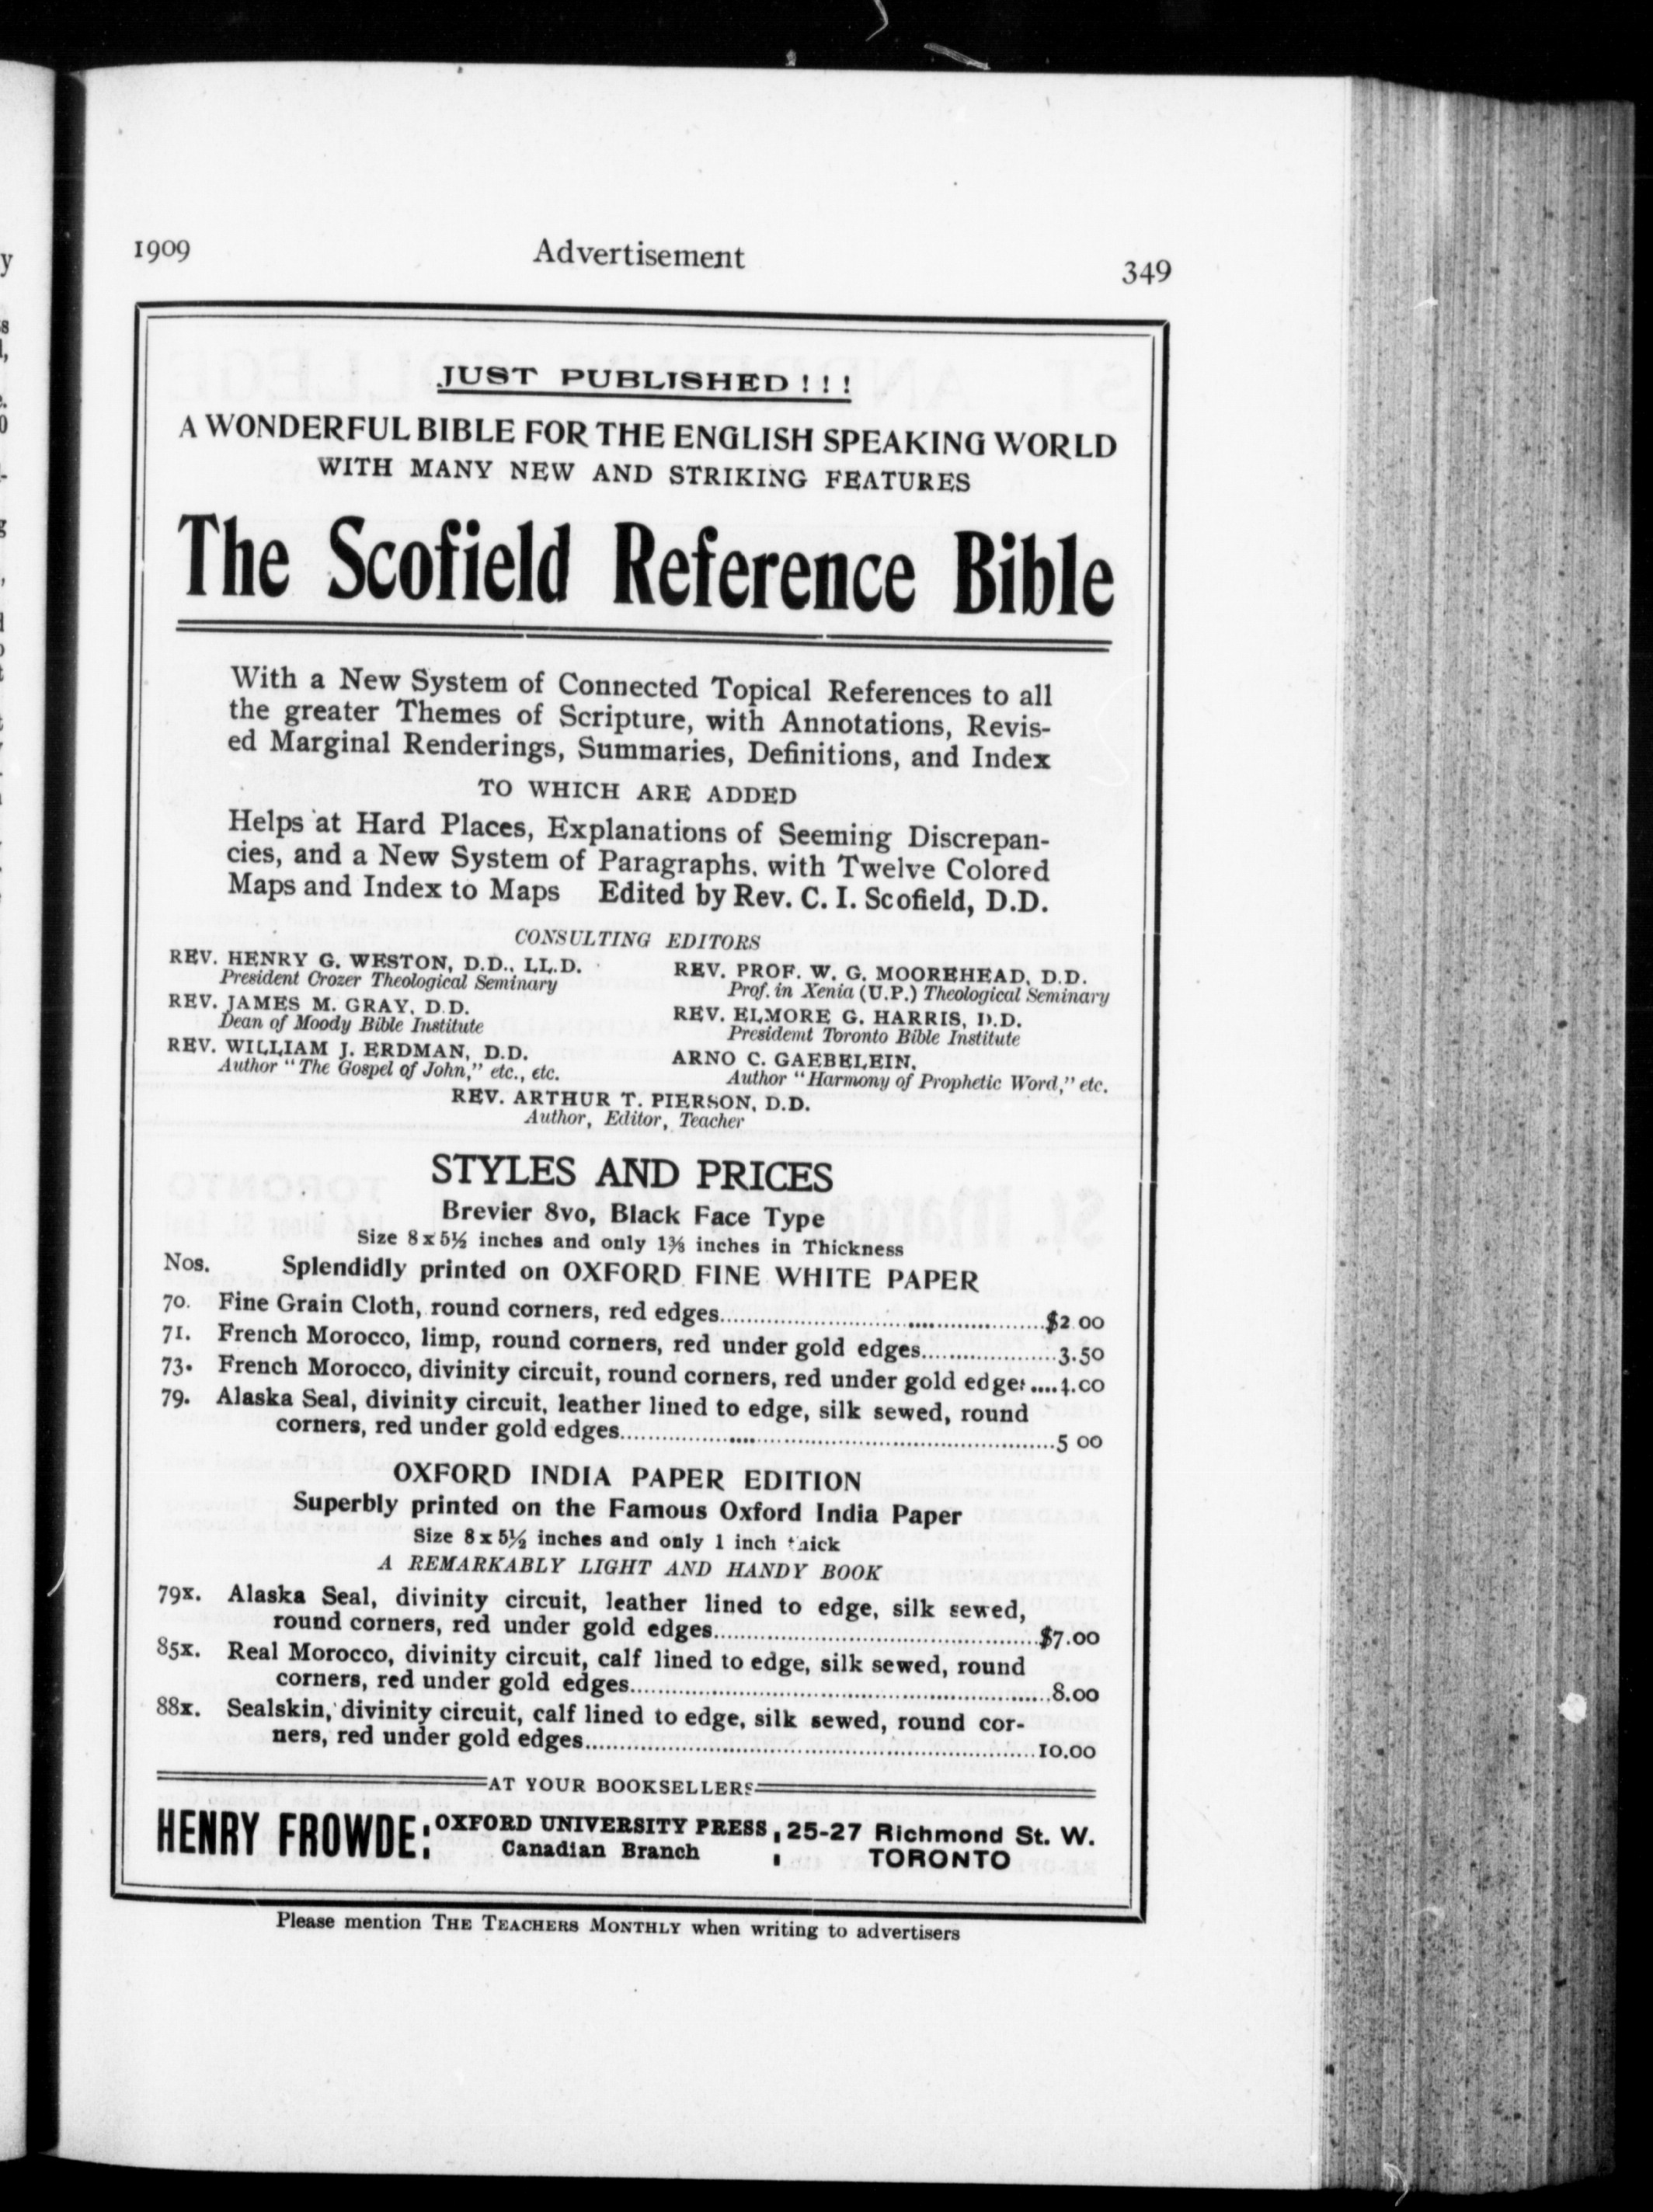 1909
Advertisement
349
JUST PUBLISHED ! ! !
A WONDERFUL BIBLE FOR THE ENGLISH SPEAKING WORLD
WITH MANY NEW AND STRIKING FEATURES
The Scofield Reference Bible
With a New System of Connected Topical References to all
the greater Themes of Scripture, with Annotations, Revis-
ed Marginal Renderings, Summaries, Definitions, and Index
TO WHICH ARE ADDED
Helps at Hard Places, Explanations of Seeming Discrepan-
cies, and a New System of Paragraphs, with Twelve Colored
Maps and Index to Maps Edited by Rev. C. I. Scofield, D.D.
CONSULTING EDITORS
REV. HENRY G. WESTON, D.D., LL.D.
President Crozer Theological Seminary
REV. JAMES M. GRAY, D.D.
Dean of Moody Bible Institute
REV. WILLIAM J. ERDMAN, D.D.
Author "The Gospel of John," etc., etc.
REV. PROF. W. G. MOOREHEAD, D.D.
Prof. in Xenia (U.P.) Theological Seminary
REV. ELMORE G. HARRIS, D.D.
Presidemt Toronto Bible Institute
ARNO C. GAEBELEIN.
Author "Harmony of Prophetic Word," etc.
REV. ARTHUR T. PIERSON, D.D.
Author, Editor, Teacher
STYLES AND PRICES
Brevier 8vo, Black Face Type
Size 8 x 5½ inches and only 1⅜ inches in Thickness
Nos. Splendidly printed on OXFORD FINE WHITE PAPER
70. Fine Grain Cloth, round corners, red edges.....$2.00
71. French Morocco, limp, round corners, red under gold edges.....3.50
73. French Morocco, divinity circuit, round corners, red under gold edges....4.00
79. Alaska Seal, divinity circuit, leather lined to edge, silk sewed, round
corners, red under gold edges.....5 00
OXFORD INDIA PAPER EDITION
Superbly printed on the Famous Oxford India Paper
Size 8 x 5½ inches and only 1 inch thick
A REMARKABLY LIGHT AND HANDY BOOK
79x. Alaska Seal, divinity circuit, leather lined to edge, silk sewed,
round corners, red under gold edges.....$7.00
85x. Real Morocco, divinity circuit, calf lined to edge, silk sewed, round
corners, red under gold edges.....8.00
88x. Sealskin, divinity circuit, calf lined to edge, silk sewed, round cor-
ners, red under gold edges.....10.00
AT YOUR BOOKSELLERS
HENRY FROWDE: OXFORD UNIVERSITY PRESS, 25-27 Richmond St. W.
Canadian Branch TORONTO
Please mention THE TEACHERS MONTHLY when writing to advertisers